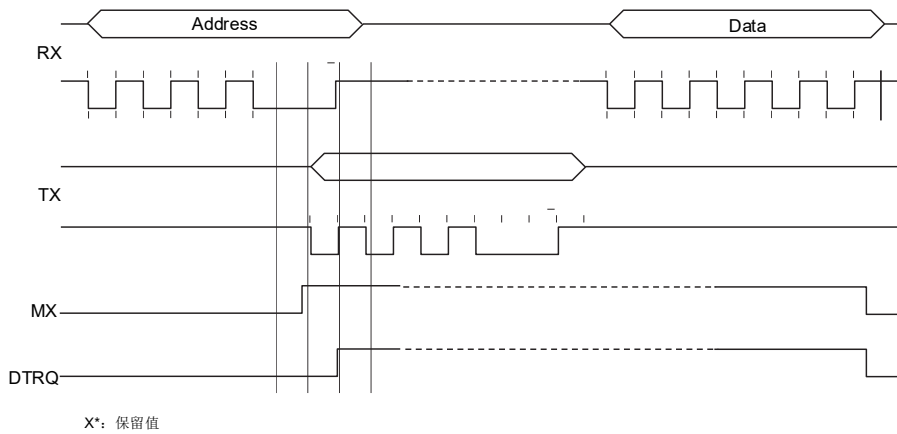 Address
Data
RX
TX
MX
DTRQ
X*: 保留值